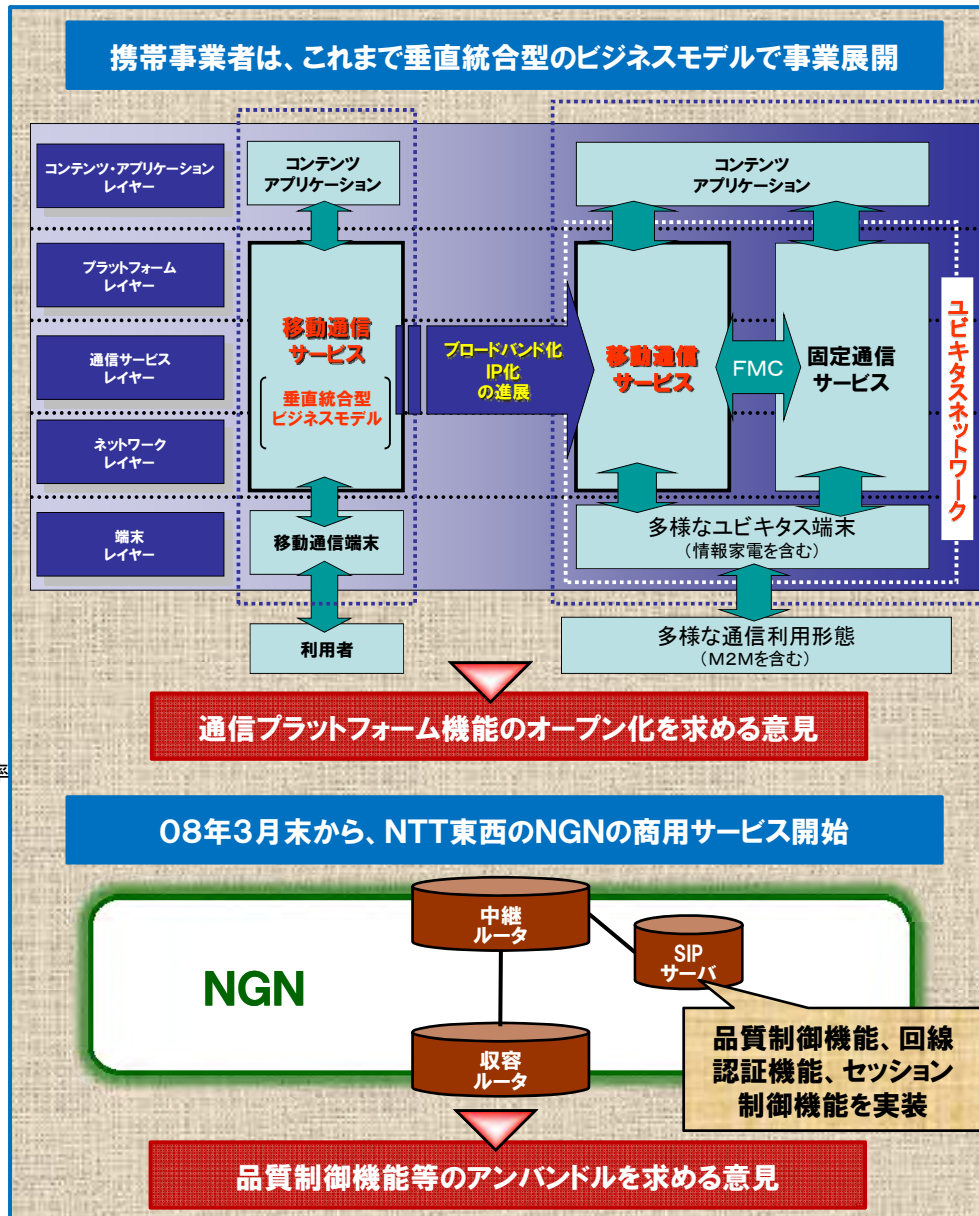 携帯事業者は、これまで垂直統合型のビジネスモデルで事業展開
コンテンツ・アプリケーション
レイヤー
プラットフォーム
レイヤー
通信サービス
レイヤー
ネットワーク
レイヤー
端末
レイヤー
コンテンツ
アプリケーション
移動通信
サービス
垂直統合型
ビジネスモデル
移動通信端末
利用者
ブロードバンド化
IP化
の進展
コンテンツ
アプリケーション
移動通信
サービス
FMC
固定通信
サービス
多様なユビキタス端末
(情報家電を含む)
多様な通信利用形態
(M2Mを含む)
ユビキタスネットワーク
通信プラットフォーム機能のオープン化を求める意見
08年3月末から、NTT東西のNGNの商用サービス開始
NGN
中継
ルータ
SIP
サーバ
収容
ルータ
品質制御機能、回線
認証機能、セッション
制御機能を実装
品質制御機能等のアンバンドルを求める意見